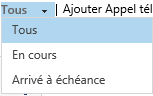 Tous | Ajouter Appel tél
Tous
En cours
Arrivé à échéance